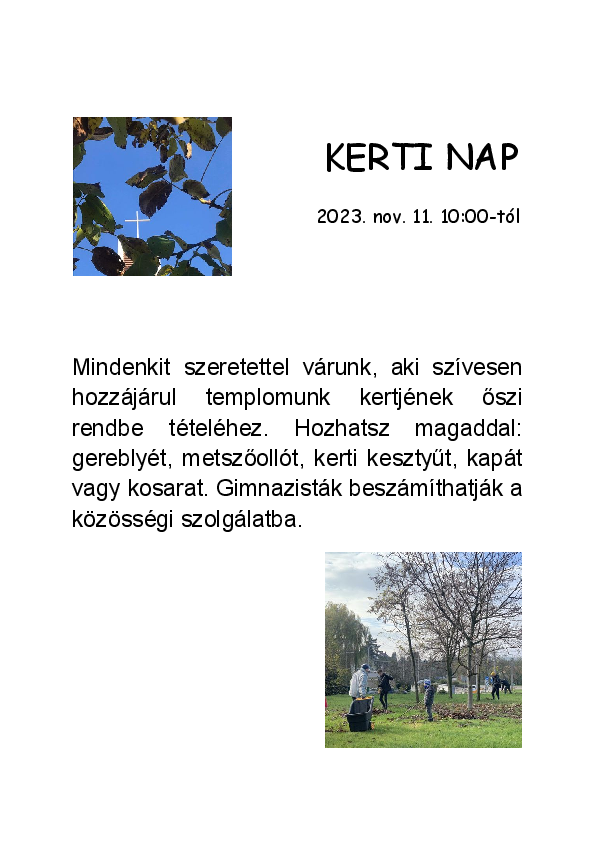 KERTI NAP
2023. nov. 11. 10:00-tól
Mindenkit szeretettel várunk, aki szívesen
hozzájárul templomunk kertjének őszi
rendbe tételéhez. Hozhatsz magaddal:
gereblyét, metszőollót, kerti kesztyűt, kapát
vagy kosarat. Gimnazisták beszámíthatják a
közösségi szolgálatba.